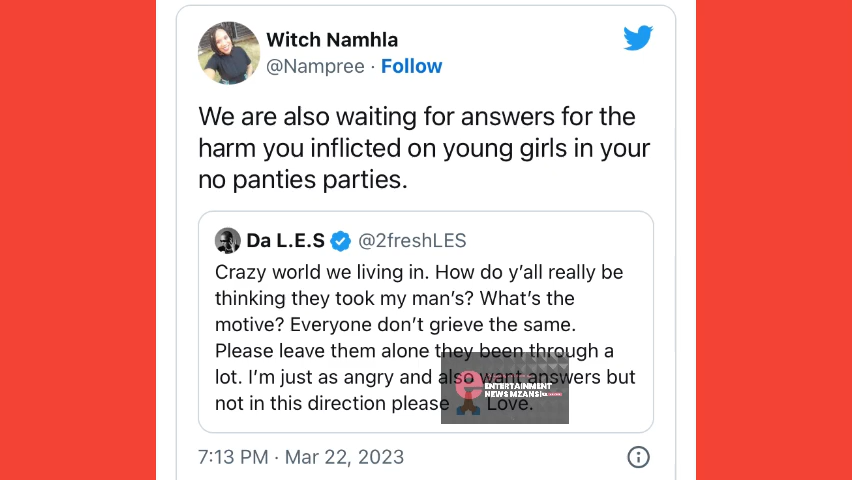 Witch Namhla
@Nampree · Follow
We are also waiting for answers for the
harm you inflicted on young girls in your
no panties parties.
Da L.E.S @2freshLES
Crazy world we living in. How do y’all really be
thinking they took my man’s? What’s the
motive? Everyone don’t grieve the same.
Please leave them alone they been through a
lot. I’m just as angry and also want answers but
not in this direction please Love.
ENTERTAINMENT
NEWS MZANSI
7:13 PM · Mar 22, 2023